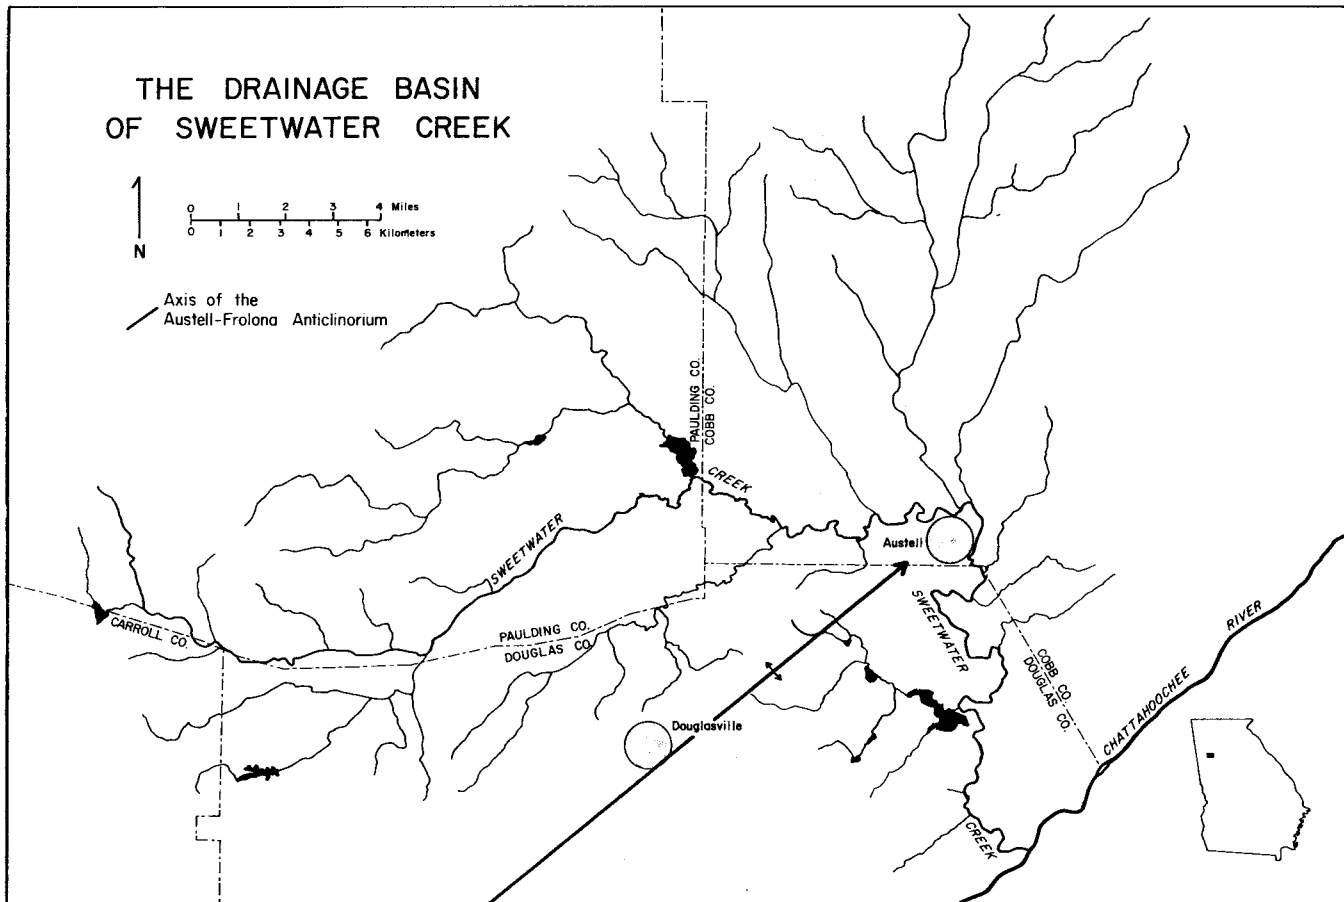 THE DRAINAGE BASIN
OF SWEETWATER CREEK
N
0 1 2 3 4 Miles
0 1 2 3 4 5 6 Kilometers
Axis of the
Austell-Frolona Anticlinorium
PAULDING CO.
COBB CO.
CREEK
SWEETWATER
Austell
CARROLL CO.
PAULDING CO.
DOUGLAS CO.
SWEETWATER
RIVER
CHATTAHOOCHEE
COBB CO.
DOUGLAS CO.
Douglasville
CREEK